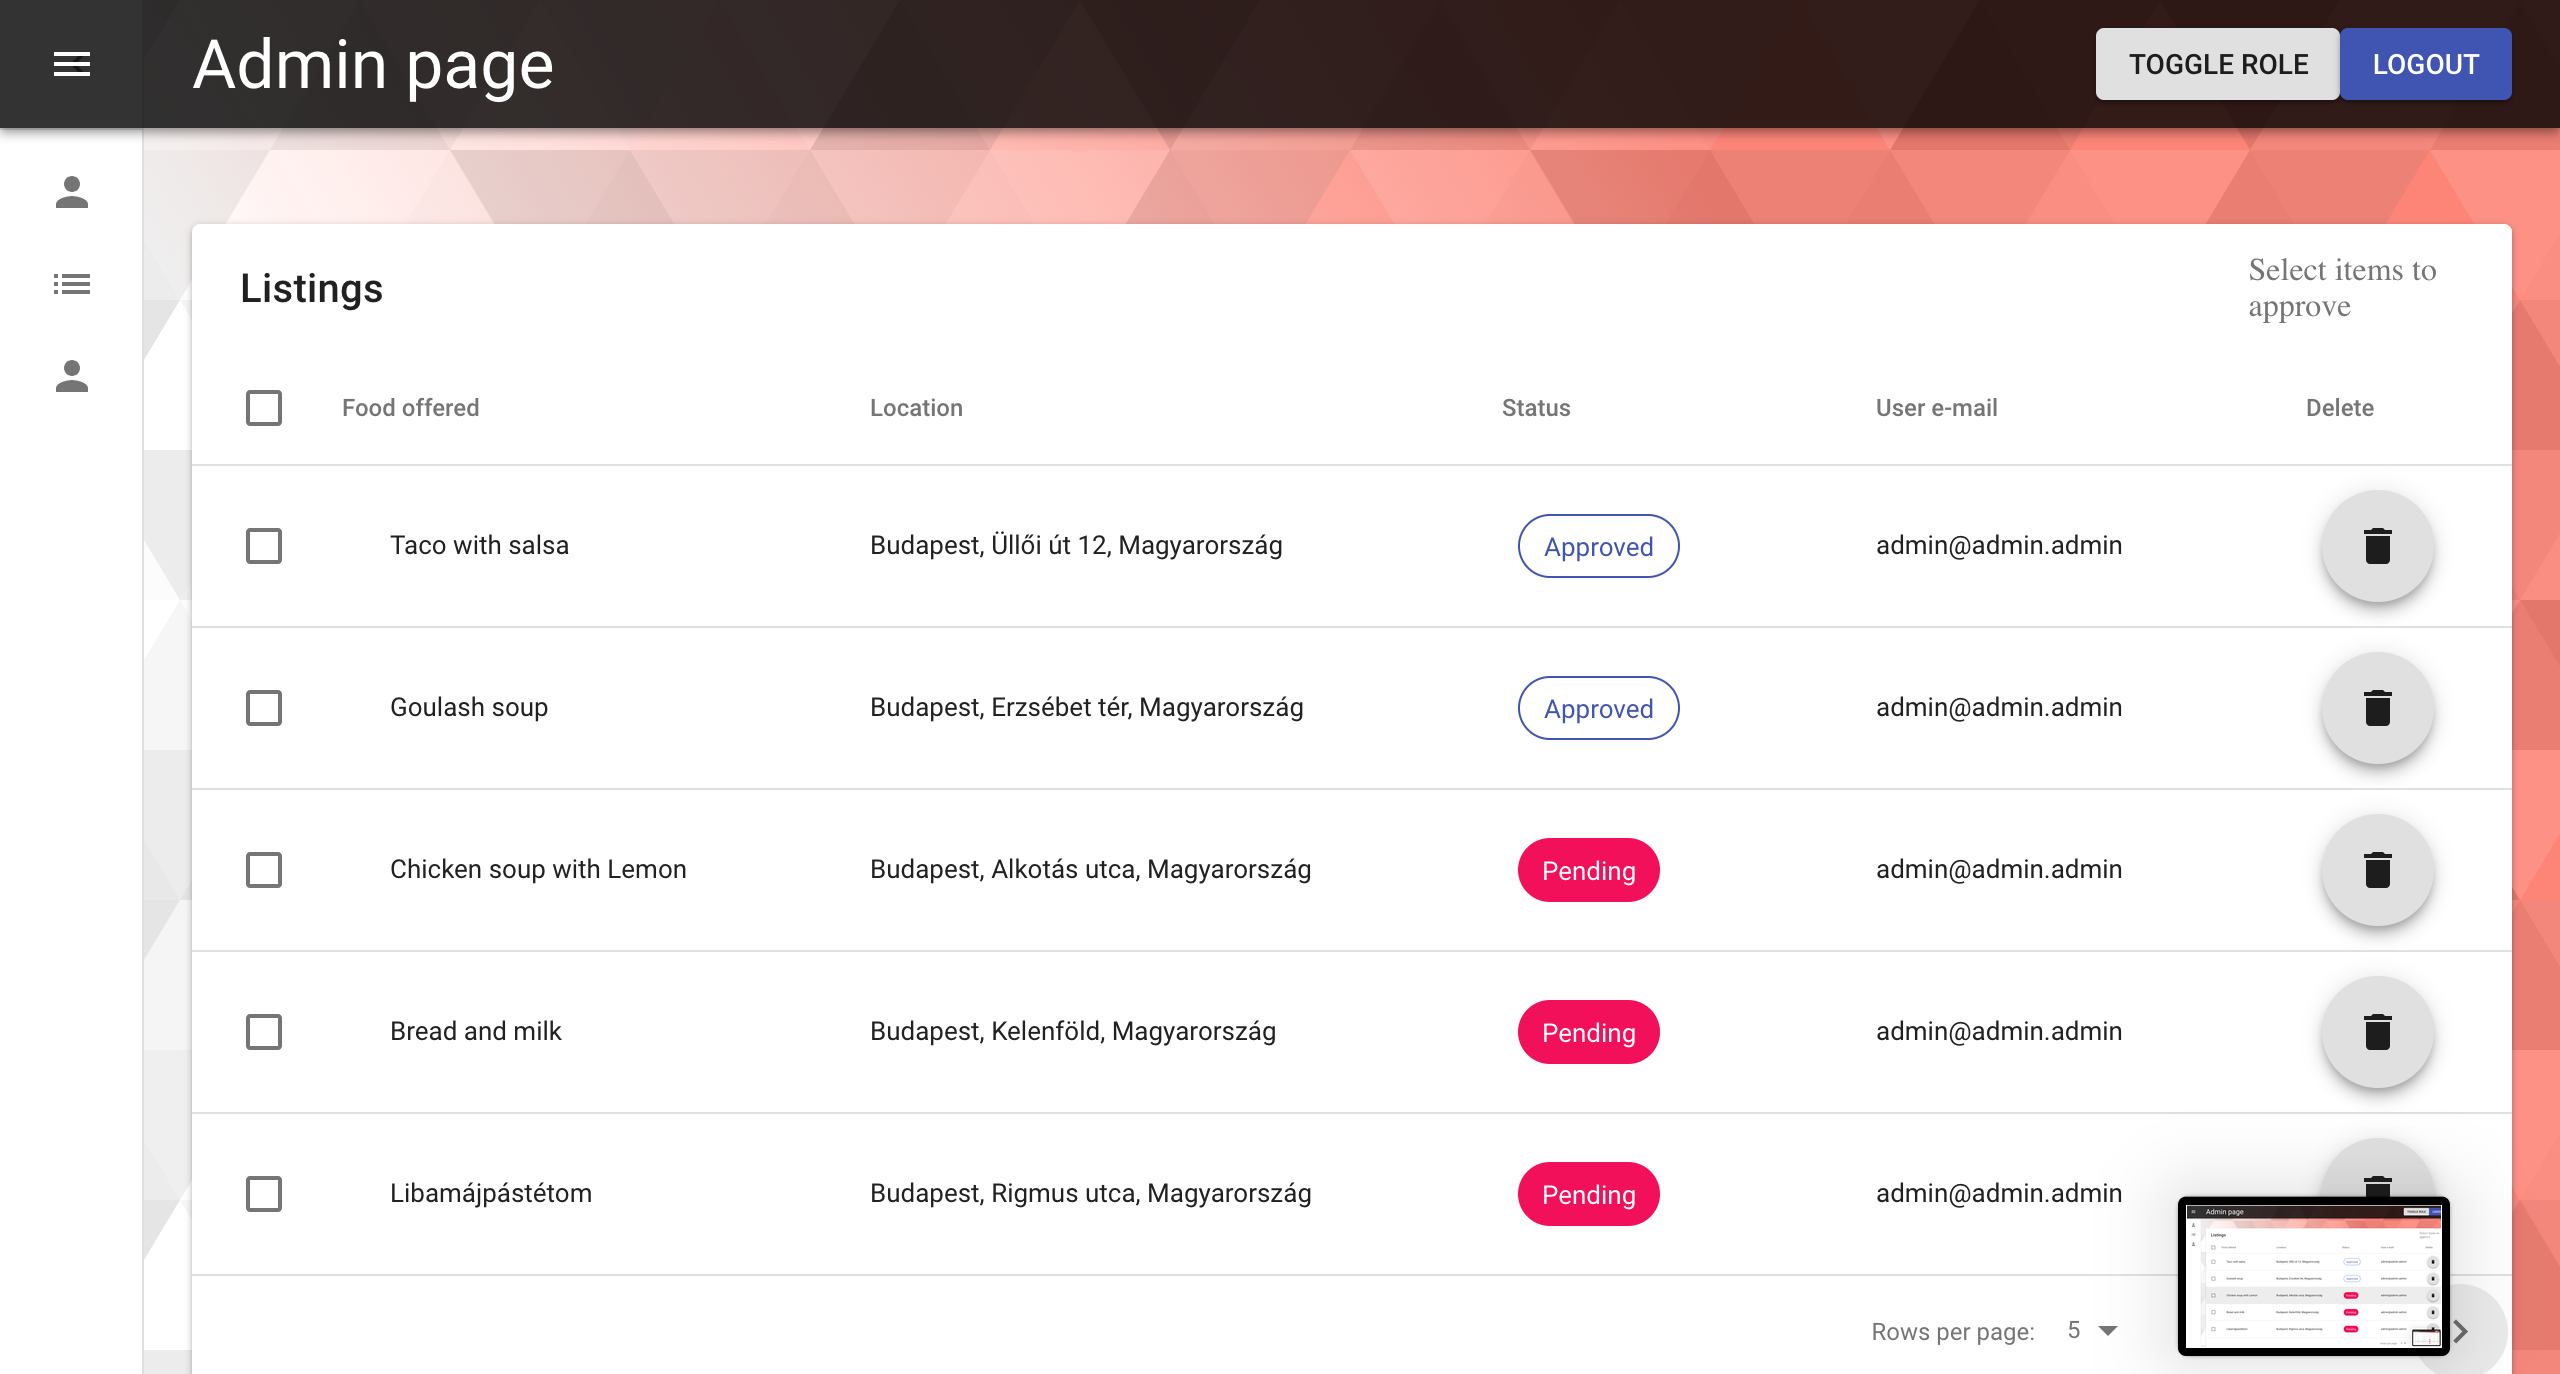 Admin page
TOGGLE ROLE LOGOUT
Listings
Select items to
approve
Food offered Location Status User e-mail Delete
Taco with salsa Budapest, Üllői út 12, Magyarország Approved admin@admin.admin
Goulash soup Budapest, Erzsébet tér, Magyarország Approved admin@admin.admin
Chicken soup with Lemon Budapest, Alkotás utca, Magyarország Pending admin@admin.admin
Bread and milk Budapest, Kelenföld, Magyarország Pending admin@admin.admin
Libamájpástétom Budapest, Rigmus utca, Magyarország Pending admin@admin.admin
Rows per page: 5
Admin page
Listings